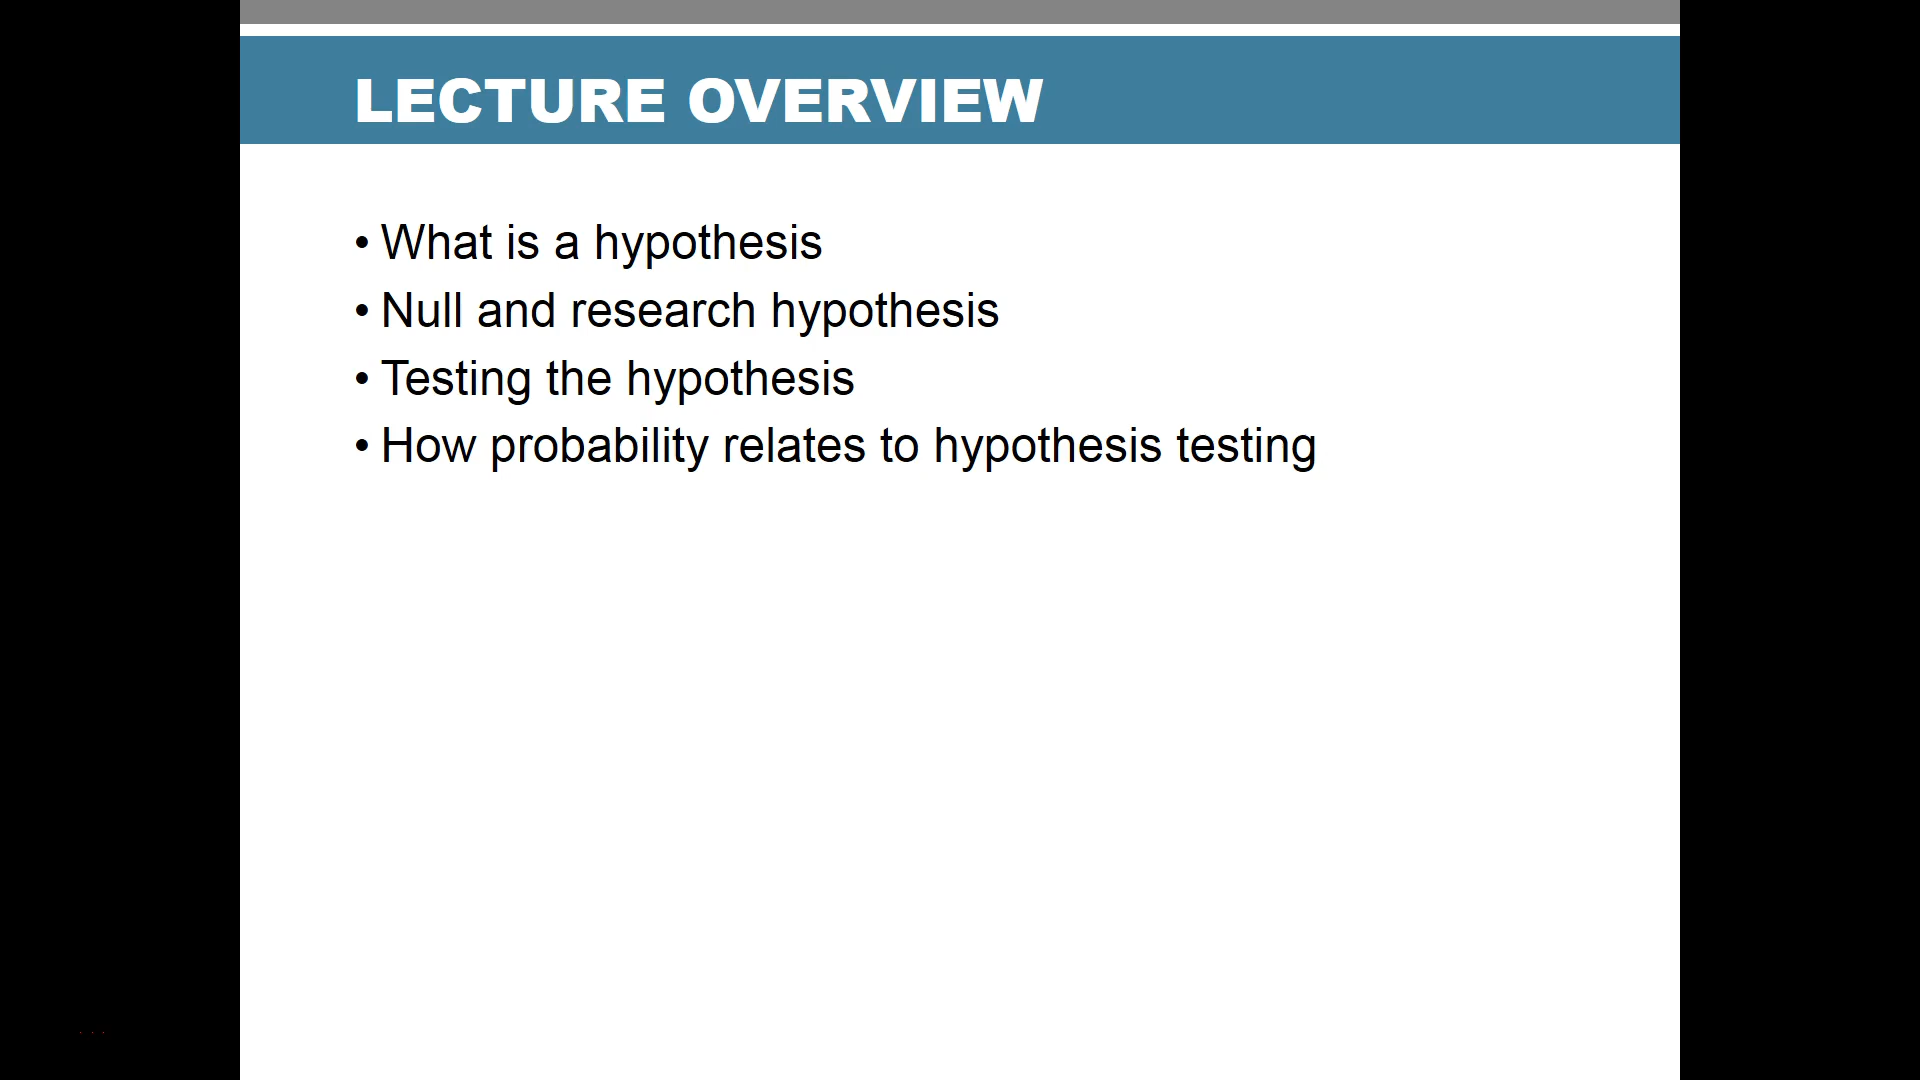 LECTURE OVERVIEW
• What is a hypothesis
• Null and research hypothesis
• Testing the hypothesis
• How probability relates to hypothesis testing